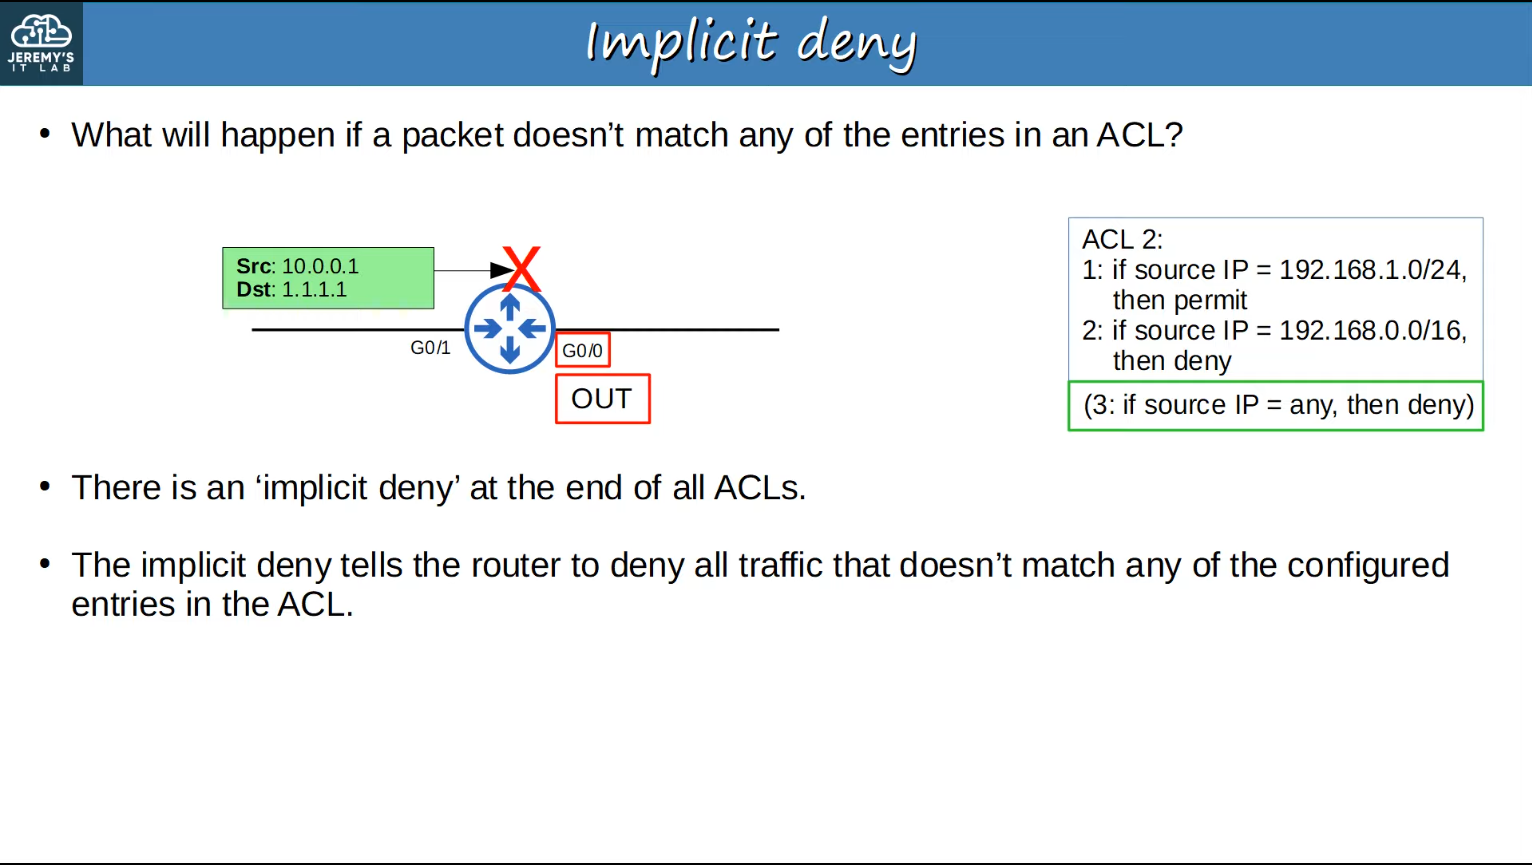 JEREMY'S
IT LAB
Implicit deny
• What will happen if a packet doesn't match any of the entries in an ACL?
Src: 10.0.0.1
Dst: 1.1.1.1
G0/1
G0/0
OUT
ACL 2:
1: if source IP = 192.168.1.0/24,
then permit
2: if source IP = 192.168.0.0/16,
then deny
(3: if source IP = any, then deny)
• There is an ‘implicit deny’ at the end of all ACLs.
• The implicit deny tells the router to deny all traffic that doesn’t match any of the configured
entries in the ACL.